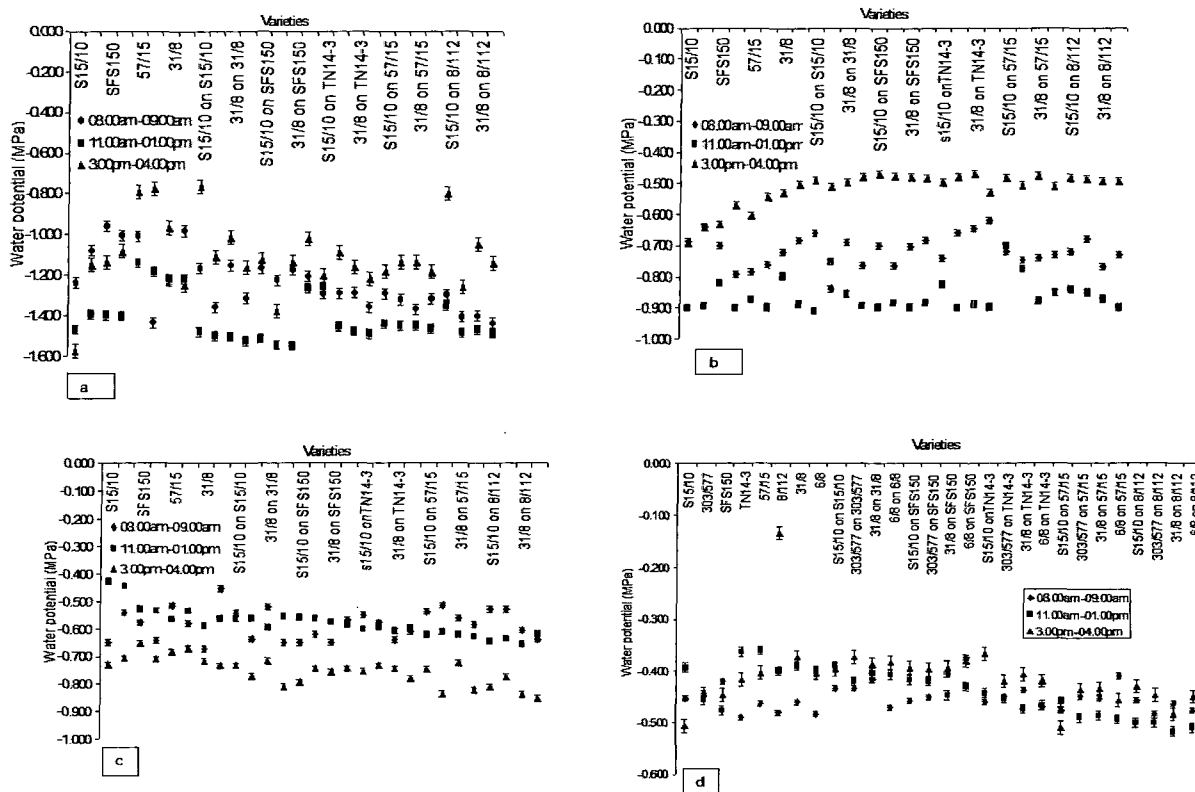 Varieties
0.000
-0.200
-0.400
-0.600
-0.800
-1.000
-1.200
-1.400
-1.600
Water potential (MPa)
S15/10
SFS150
57/15
31/8
S15/10 on S15/10
31/8 on 31/8
S15/10 on SFS150
31/8 on SFS150
S15/10 on TN14-3
31/8 on TN14-3
S15/10 on 57/15
31/8 on 57/15
S15/10 on 8/112
31/8 on 8/112
08.00am-09.00am
11.00am-01.00pm
3.00pm-04.00pm
a
Varieties
0.000
-0.100
-0.200
-0.300
-0.400
-0.500
-0.600
-0.700
-0.800
-0.900
-1.000
Water potential (MPa)
S15/10
SFS150
57/15
31/8
S15/10 on S15/10
31/8 on 31/8
S15/10 on SFS150
31/8 on SFS150
s15/10 onTN14-3
31/8 on TN14-3
S15/10 on 57/15
31/8 on 57/15
S15/10 on 8/112
31/8 on 8/112
08.00am-09.00am
11.00am-01.00pm
3.00pm-04.00pm
b
Varieties
0.000
-0.100
-0.200
-0.300
-0.400
-0.500
-0.600
-0.700
-0.800
-0.900
-1.000
Water potential (MPa)
S15/10
SFS150
57/15
31/8
S15/10 on S15/10
31/8 on 31/8
S15/10 on SFS150
31/8 on SFS150
s15/10 onTN14-3
31/8 on TN14-3
S15/10 on 57/15
31/8 on 57/15
S15/10 on 8/112
31/8 on 8/112
08.00am-09.00am
11.00am-01.00pm
3.00pm-04.00pm
c
Varieties
0.000
-0.100
-0.200
-0.300
-0.400
-0.500
-0.600
Water potential (MPa)
S15/10
303/577
SFS150
TN14-3
57/15
8/112
31/8
6/8
S15/10 on S15/10
303/577 on 303/577
31/8 on 31/8
6/8 on 6/8
S15/10 on SFS150
303/577 on SFS150
31/8 on SFS150
6/8 on SFS150
S15/10 onTN14-3
303/577 on TN14-3
31/8 on TN14-3
6/8 on TN14-3
S15/10 on 57/15
303/577 on 57/15
31/8 on 57/15
6/8 on 57/15
S15/10 on 8/112
303/577 on 8/112
31/8 on 8/112
6/8 on 8/112
08.00am-09.00am
11.00am-01.00pm
3.00pm-04.00pm
d